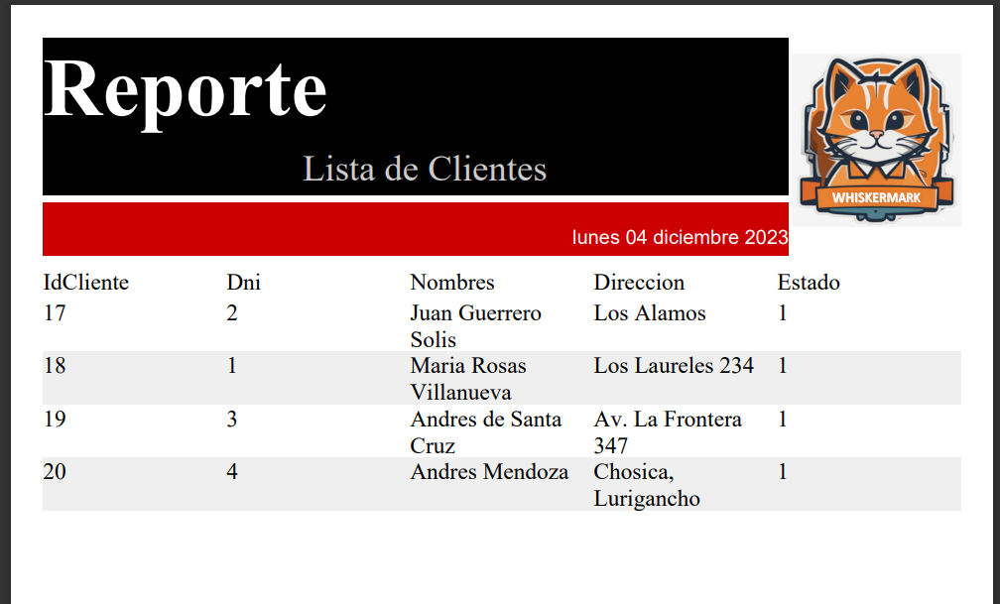 Reporte
Lista de Clientes
WHISKERMARK
lunes 04 diciembre 2023
IdCliente Dni Nombres Direccion Estado
17 2 Juan Guerrero Los Alamos 1
Solis
18 1 Maria Rosas Los Laureles 234 1
Villanueva
19 3 Andres de Santa Av. La Frontera 1
Cruz 347
20 4 Andres Mendoza Chosica, 1
Lurigancho